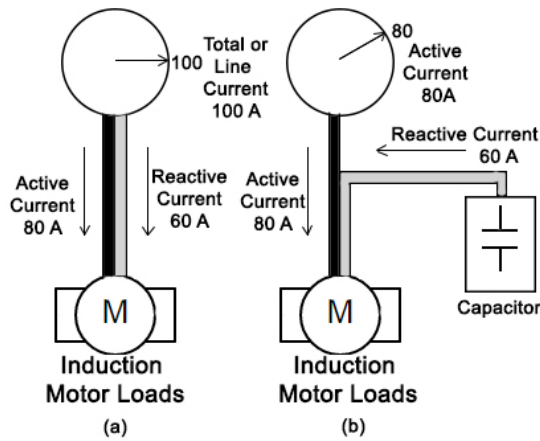 100
Total or
Line
Current
100 A
Active
Current
80 A
Reactive
Current
60 A
M
Induction
Motor Loads
(a)
80
Active
Current
80A
Reactive Current
60 A
Active
Current
80 A
Capacitor
M
Induction
Motor Loads
(b)